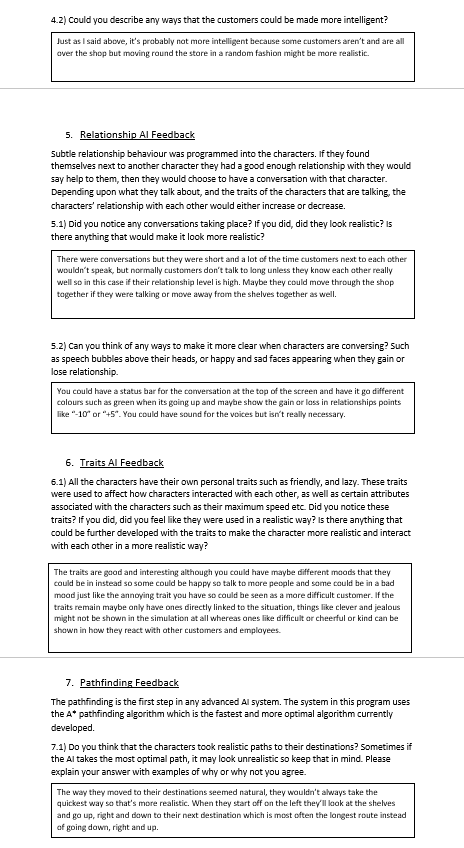 4.2) Could you describe any ways that the customers could be made more intelligent?
Just as I said above, it's probably not more intelligent because some customers aren't and are all
over the shop but moving round the store in a random fashion might be more realistic.
5. Relationship AI Feedback
Subtle relationship behaviour was programmed into the characters. If they found
themselves next to another character they had a good enough relationship with they would
say help to them, then they would choose to have a conversation with that character.
Depending upon what they talk about, and the traits of the characters that are talking, the
characters' relationship with each other would either increase or decrease.
5.1) Did you notice any conversations taking place? If you did, did they look realistic? Is
there anything that would make it look more realistic?
There were conversations but they were short and a lot of the time customers next to each other
wouldn't speak, but normally customers don't talk to long unless they know each other really
well so in this case if their relationship level is high. Maybe they could move through the shop
together if they were talking or move away from the shelves together as well.
5.2) Can you think of any ways to make it more clear when characters are conversing? Such
as speech bubbles above their heads, or happy and sad faces appearing when they gain or
lose relationship.
You could have a status bar for the conversation at the top of the screen and have it go different
colours such as green when its going up and maybe show the gain or loss in relationships points
like "-10" or "+5". You could have sound for the voices but isn't really necessary.
6. Traits AI Feedback
6.1) All the characters have their own personal traits such as friendly, and lazy. These traits
were used to affect how characters interacted with each other, as well as certain attributes
associated with the characters such as their maximum speed etc. Did you notice these
traits? If you did, did you feel like they were used in a realistic way? Is there anything that
could be further developed with the traits to make the character more realistic and interact
with each other in a more realistic way?
The traits are good and interesting although you could have maybe different moods that they
could be in instead so some could be happy so talk to more people and some could be in a bad
mood just like the annoying trait you have so could be seen as a more difficult customer. If the
traits remain maybe only have ones directly linked to the situation, things like clever and jealous
might not be shown in the simulation at all whereas ones like difficult or cheerful or kind can be
shown in how they react with other customers and employees.
7. Pathfinding Feedback
The pathfinding is the first step in any advanced AI system. The system in this program uses
the A* pathfinding algorithm which is the fastest and more optimal algorithm currently
developed.
7.1) Do you think that the characters took realistic paths to their destinations? Sometimes if
the AI takes the most optimal path, it may look unrealistic so keep that in mind. Please
explain your answer with examples of why or why not you agree.
The way they moved to their destinations seemed natural, they wouldn't always take the
quickest way so that's more realistic. When they start off on the left they'll look at the shelves
and go up, right and down to their next destination which is most often the longest route instead
of going down, right and up.